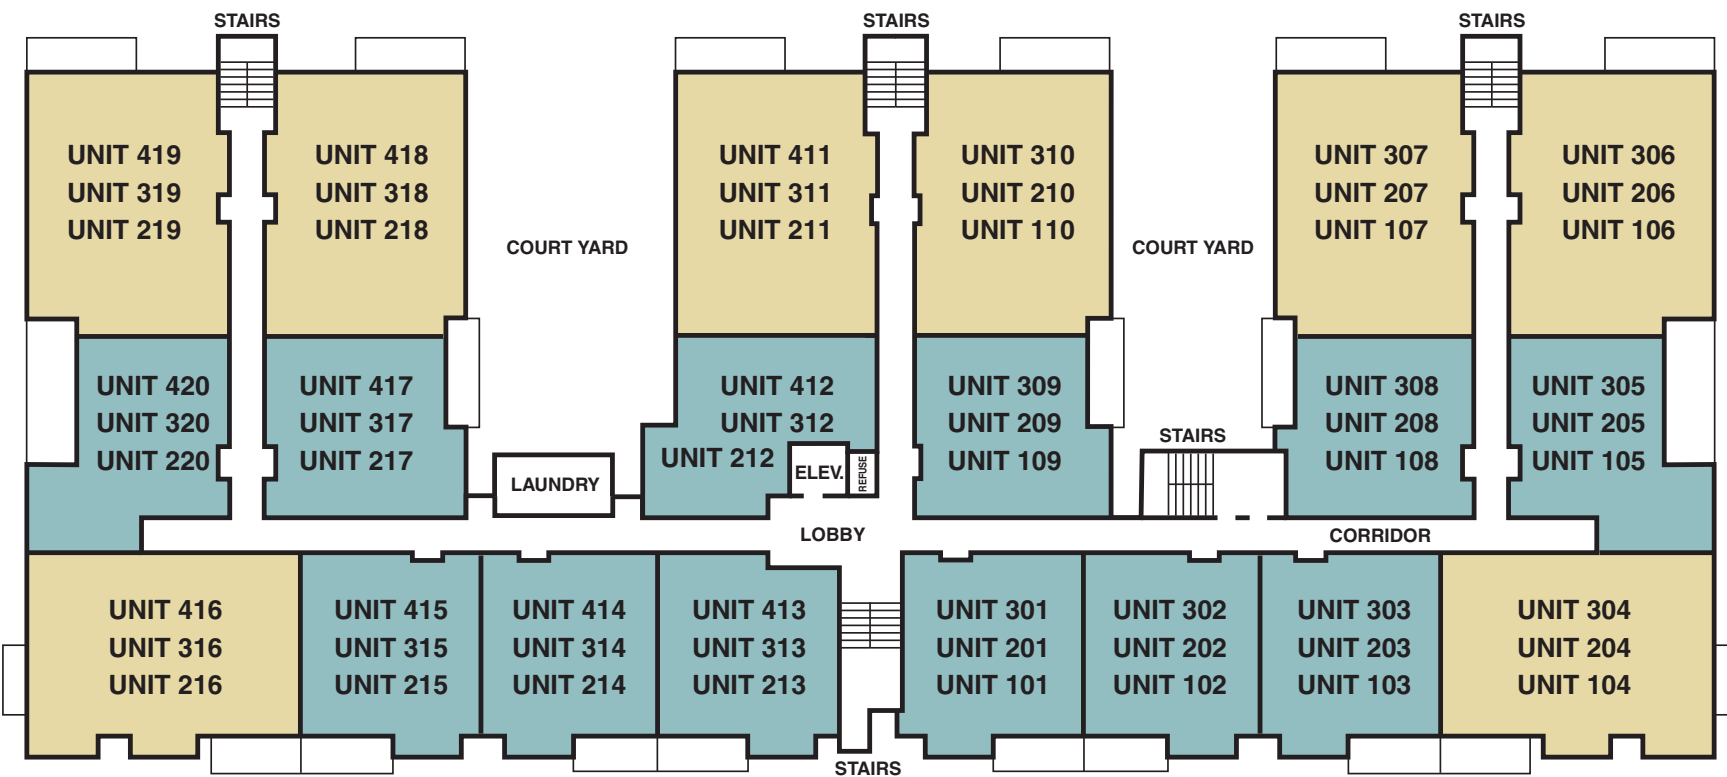 STAIRS
STAIRS
STAIRS
UNIT 419
UNIT 319
UNIT 219
UNIT 418
UNIT 318
UNIT 218
COURT YARD
UNIT 411
UNIT 311
UNIT 211
UNIT 310
UNIT 210
UNIT 110
COURT YARD
UNIT 307
UNIT 207
UNIT 107
UNIT 306
UNIT 206
UNIT 106
UNIT 420
UNIT 320
UNIT 220
UNIT 417
UNIT 317
UNIT 217
LAUNDRY
UNIT 412
UNIT 312
UNIT 212
ELEV.
REFUSE
UNIT 309
UNIT 209
UNIT 109
STAIRS
UNIT 308
UNIT 208
UNIT 108
UNIT 305
UNIT 205
UNIT 105
LOBBY
CORRIDOR
UNIT 416
UNIT 316
UNIT 216
UNIT 415
UNIT 315
UNIT 215
UNIT 414
UNIT 314
UNIT 214
UNIT 413
UNIT 313
UNIT 213
UNIT 301
UNIT 201
UNIT 101
UNIT 302
UNIT 202
UNIT 102
UNIT 303
UNIT 203
UNIT 103
UNIT 304
UNIT 204
UNIT 104
STAIRS